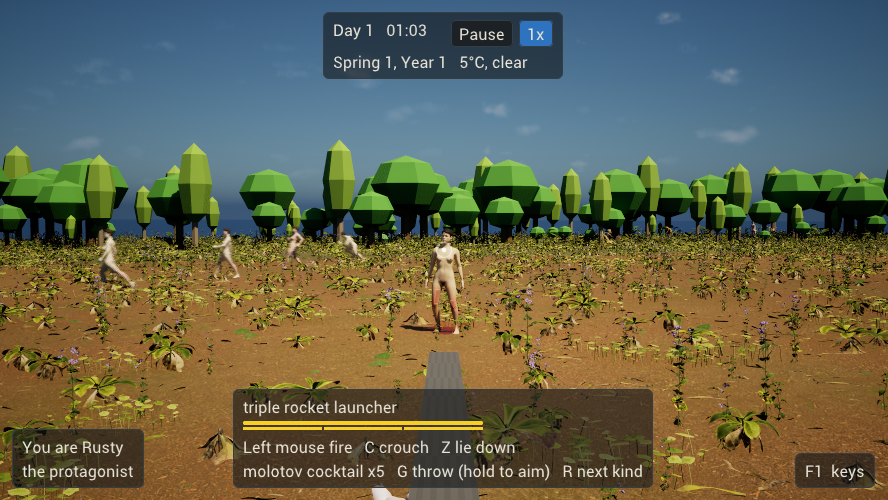 Day 1 01:03 Pause 1x
Spring 1, Year 1 5°C, clear
triple rocket launcher
Left mouse fire C crouch Z lie down
molotov cocktail x5 G throw (hold to aim) R next kind
You are Rusty
the protagonist
F1 keys